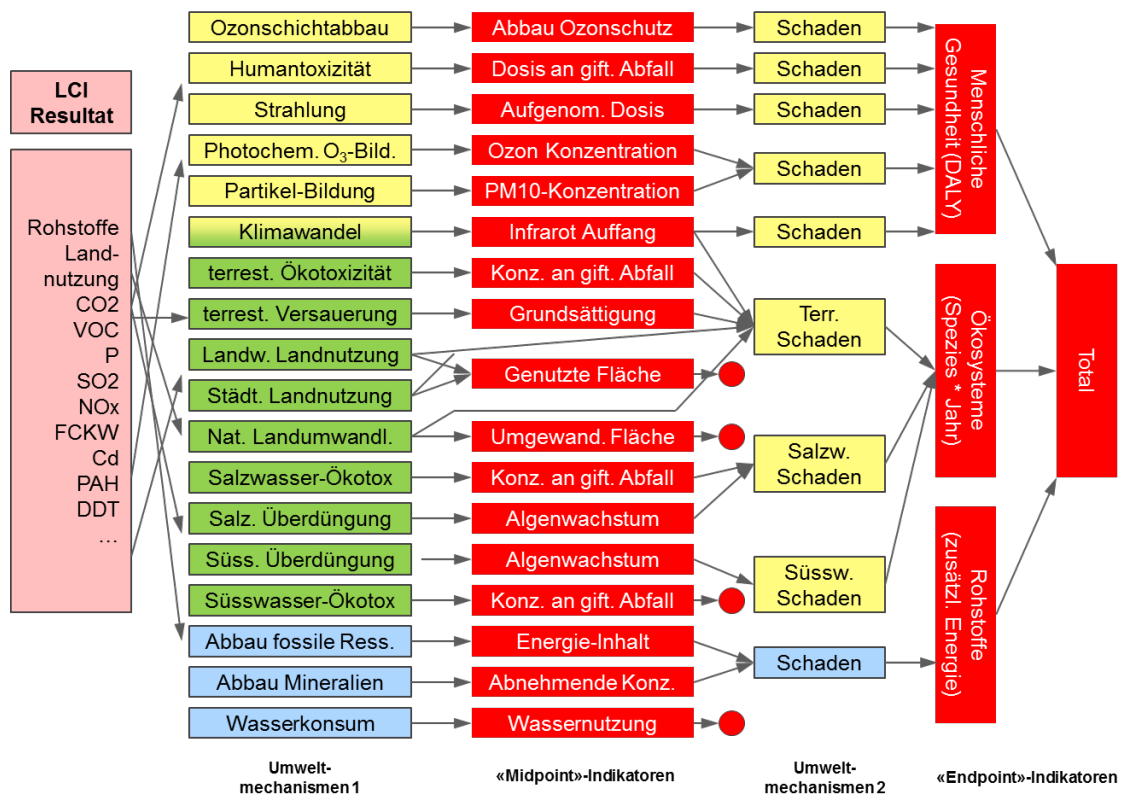 LCI
Resultat
Rohstoffe
Land-
nutzung
CO2
VOC
P
SO2
NOx
FCKW
Cd
PAH
DDT
…
Ozonschichtabbau
Humantoxizität
Strahlung
Photochem. O₃-Bild.
Partikel-Bildung
Klimawandel
terrest. Ökotoxizität
terrest. Versauerung
Landw. Landnutzung
Städt. Landnutzung
Nat. Landumwandl.
Salzwasser-Ökotox
Salz. Überdüngung
Süss. Überdüngung
Süsswasser-Ökotox
Abbau fossile Ress.
Abbau Mineralien
Wasserkonsum
Umwelt-
mechanismen 1
Abbau Ozonschutz
Dosis an gift. Abfall
Aufgenom. Dosis
Ozon Konzentration
PM10-Konzentration
Infrarot Auffang
Konz. an gift. Abfall
Grundsättigung
Genutzte Fläche
Umgewand. Fläche
Konz. an gift. Abfall
Algenwachstum
Algenwachstum
Konz. an gift. Abfall
Energie-Inhalt
Abnehmende Konz.
Wassernutzung
«Midpoint»-Indikatoren
Schaden
Schaden
Schaden
Schaden
Schaden
Terr.
Schaden
Salzw.
Schaden
Süssw.
Schaden
Schaden
Umwelt-
mechanismen 2
Menschliche
Gesundheit (DALY)
Ökosysteme
(Spezies * Jahr)
Rohstoffe
(zusätzl. Energie)
«Endpoint»-Indikatoren
Total